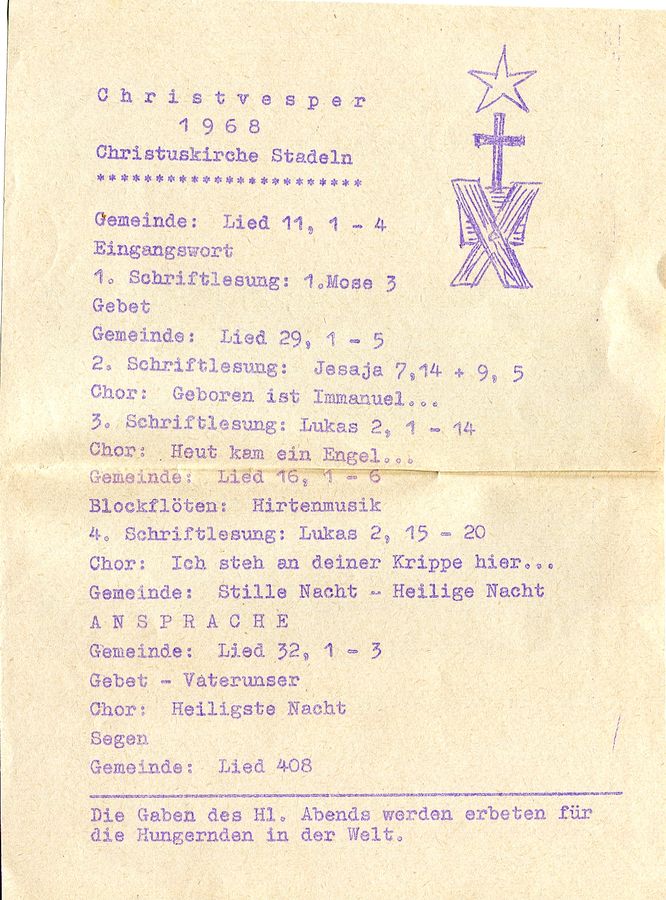 C h r i s t v e s p e r
1 9 6 8
Christuskirche Stadeln
***********************
Gemeinde: Lied 11, 1 - 4
Eingangswort
1. Schriftlesung: 1.Mose 3
Gebet
Gemeinde: Lied 29, 1 - 5
2. Schriftlesung: Jesaja 7,14 + 9, 5
Chor: Geboren ist Immanuel...
3. Schriftlesung: Lukas 2, 1 - 14
Chor: Heut kam ein Engel...
Gemeinde: Lied 16, 1 - 6
Blockflöten: Hirtenmusik
4. Schriftlesung: Lukas 2, 15 - 20
Chor: Ich steh an deiner Krippe hier...
Gemeinde: Stille Nacht - Heilige Nacht
A N S P R A C H E
Gemeinde: Lied 32, 1 - 3
Gebet - Vaterunser
Chor: Heiligste Nacht
Segen
Gemeinde: Lied 408
Die Gaben des Hl. Abends werden erbeten für
die Hungernden in der Welt.